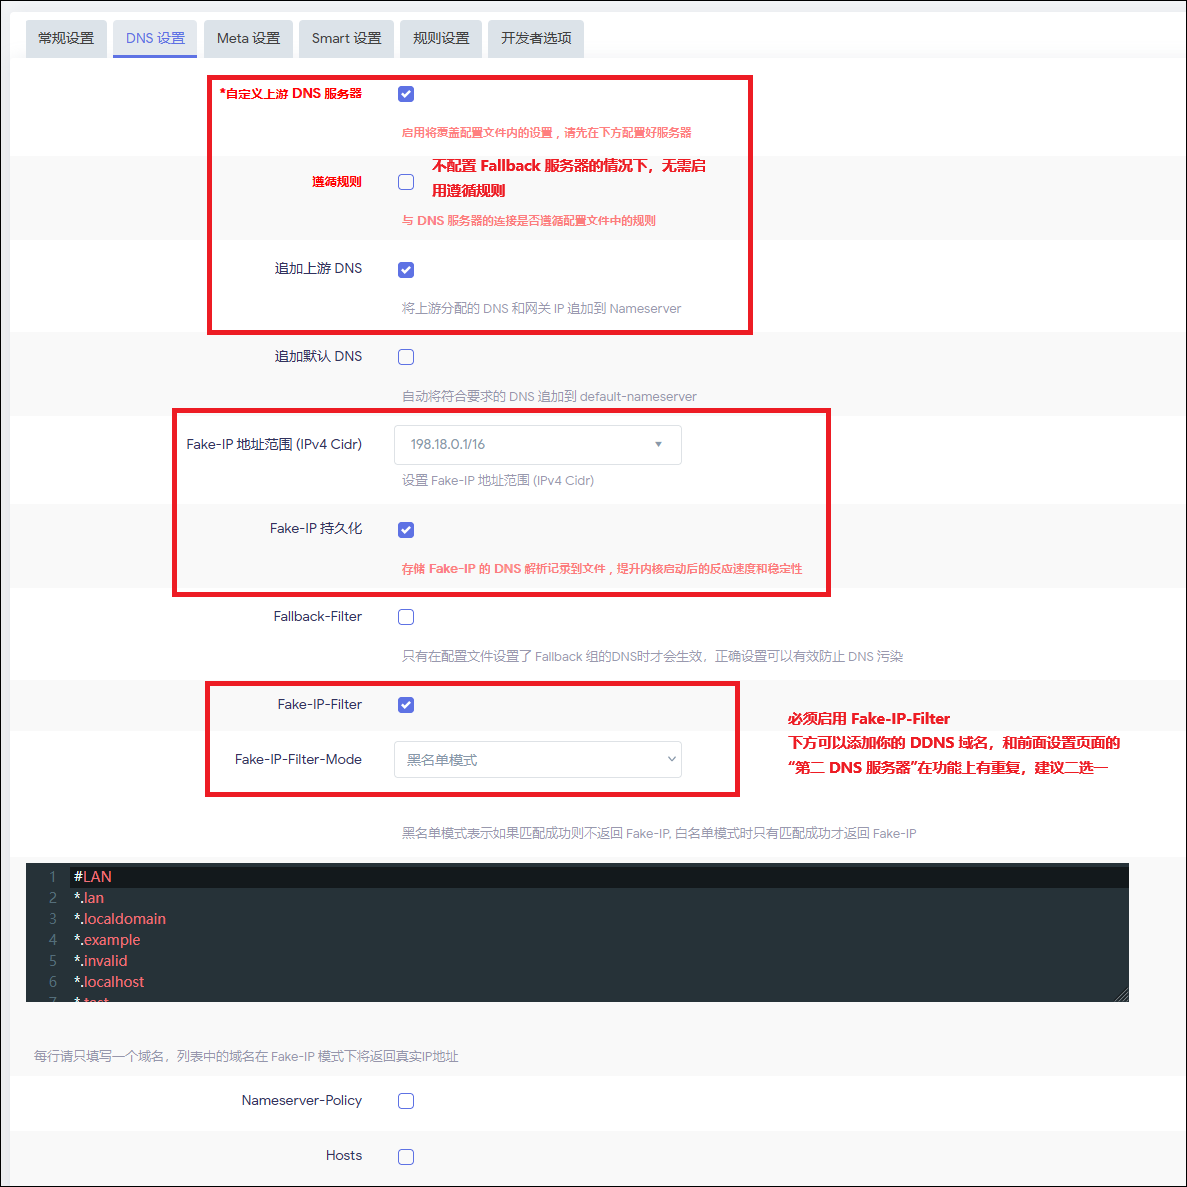 常规设置
DNS 设置
Meta 设置
Smart 设置
规则设置
开发者选项
*自定义上游 DNS 服务器
启用将覆盖配置文件内的设置，请先在下方配置好服务器
遵循规则
不配置 Fallback 服务器的情况下，无需启
用遵循规则
与 DNS 服务器的连接是否遵循配置文件中的规则
追加上游 DNS
将上游分配的 DNS 和网关 IP 追加到 Nameserver
追加默认 DNS
自动将符合要求的 DNS 追加到 default-nameserver
Fake-IP 地址范围 (IPv4 Cidr)
198.18.0.1/16
设置 Fake-IP 地址范围 (IPv4 Cidr)
Fake-IP 持久化
存储 Fake-IP 的 DNS 解析记录到文件，提升内核启动后的反应速度和稳定性
Fallback-Filter
只有在配置文件设置了 Fallback 组的DNS时才会生效，正确设置可以有效防止 DNS 污染
Fake-IP-Filter
必须启用 Fake-IP-Filter
下方可以添加你的 DDNS 域名，和前面设置页面的
“第二 DNS 服务器”在功能上有重复，建议二选一
Fake-IP-Filter-Mode
黑名单模式
黑名单模式表示如果匹配成功则不返回 Fake-IP, 白名单模式时只有匹配成功才返回 Fake-IP
1 #LAN
2 *.lan
3 *.localdomain
4 *.example
5 *.invalid
6 *.localhost
7 *.test
每行请只填写一个域名，列表中的域名在 Fake-IP 模式下将返回真实IP地址
Nameserver-Policy
Hosts